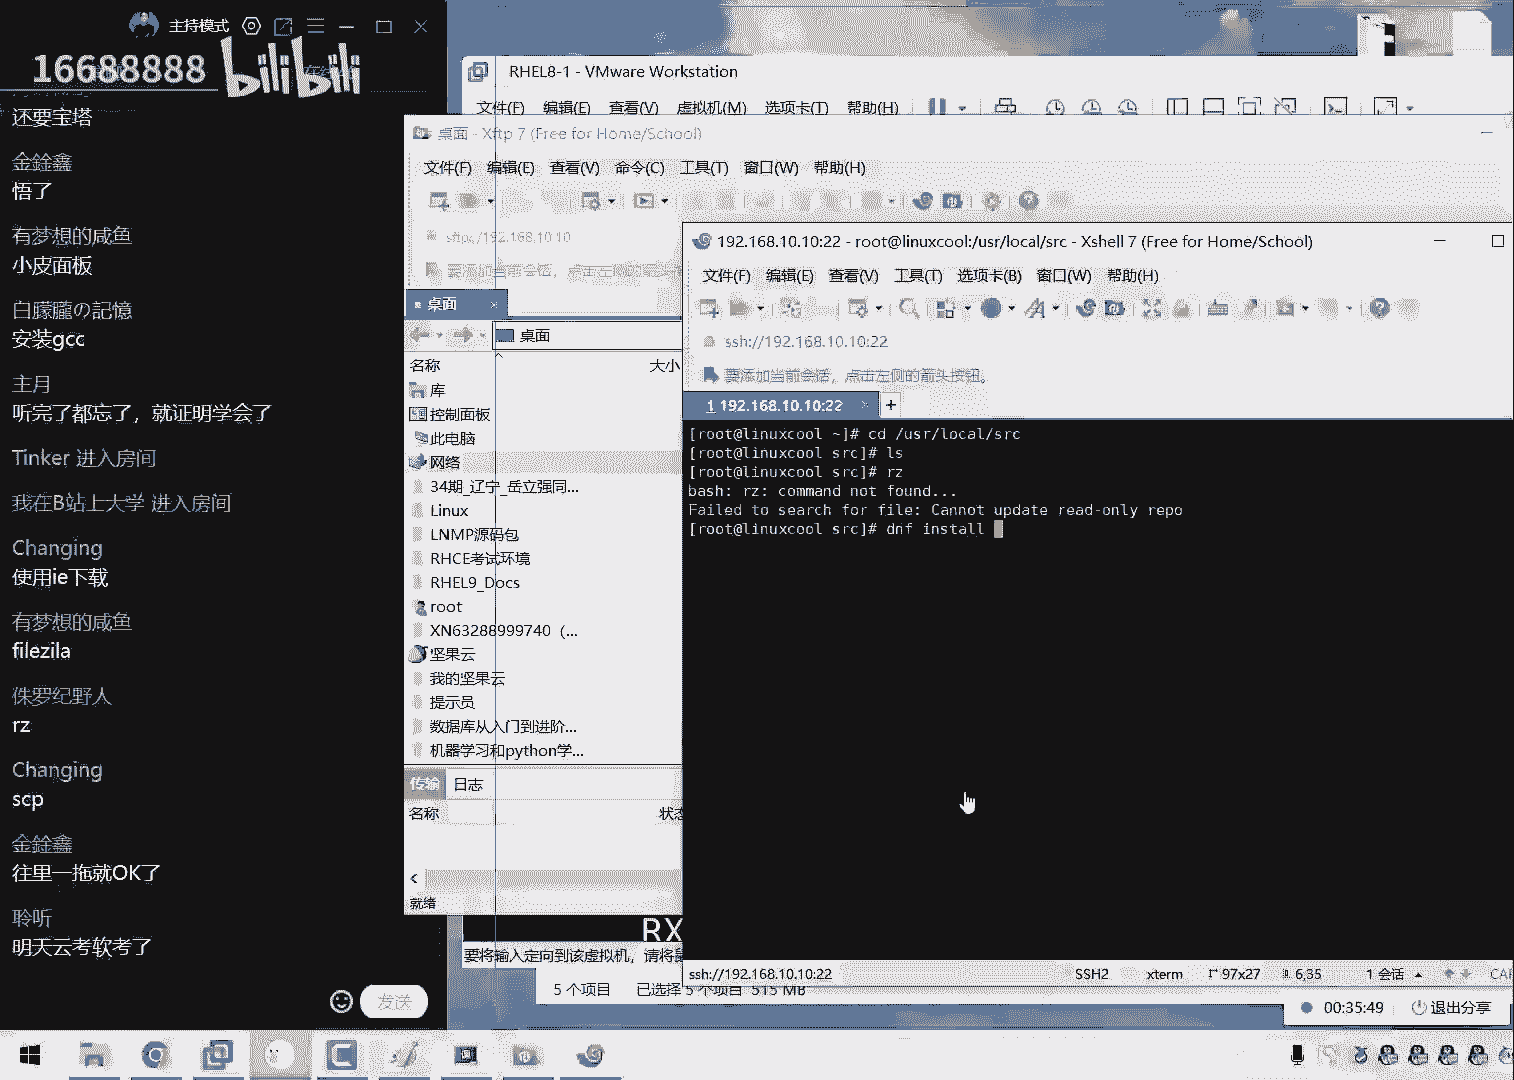 主持模式
16688888
bilibili
还要宝塔
金銓鑫
悟了
有梦想的咸鱼
小皮面板
白朦朧の記憶
安装gcc
主月
听完了都忘了，就证明学会了
Tinker 进入房间
我在B站上大学 进入房间
Changing
使用ie下载
有梦想的咸鱼
filezila
侏罗纪野人
rz
Changing
scp
金銓鑫
往里一拖就OK了
聆听
明天云考软考了
发送
RHEL8-1 - VMware Workstation
文件(F) 编辑(E) 查看(V) 虚拟机(M) 选项卡(T) 帮助(H)
桌面 - Xftp 7 (Free for Home/School)
文件(F) 编辑(E) 查看(V) 命令(C) 工具(T) 窗口(W) 帮助(H)
sftp://192.168.10.10
要添加当前会话，点击左侧的箭头
桌面
桌面
名称 大小
库
控制面板
此电脑
网络
34期_辽宁_岳立强同...
Linux
LNMP源码包
RHCE考试环境
RHEL9_Docs
root
XN63288999740（...
坚果云
我的坚果云
提示员
数据库从入门到进阶...
机器学习和python学...
传输 日志
名称 状态
就绪
192.168.10.10:22 - root@linuxcool:/usr/local/src - Xshell 7 (Free for Home/School)
文件(F) 编辑(E) 查看(V) 工具(T) 选项卡(B) 窗口(W) 帮助(H)
ssh://192.168.10.10:22
要添加当前会话，点击左侧的箭头按钮。
1 192.168.10.10:22 +
[root@linuxcool ~]# cd /usr/local/src
[root@linuxcool src]# ls
[root@linuxcool src]# rz
bash: rz: command not found...
Failed to search for file: Cannot update read-only repo
[root@linuxcool src]# dnf install
ssh://192.168.10.10:22 SSH2 xterm 97x27 6,35 1 会话 CAP
RX
要将输入定向到该虚拟机，请将鼠
5 个项目 已选择 5 个项目 515 MB
00:35:49 退出分享